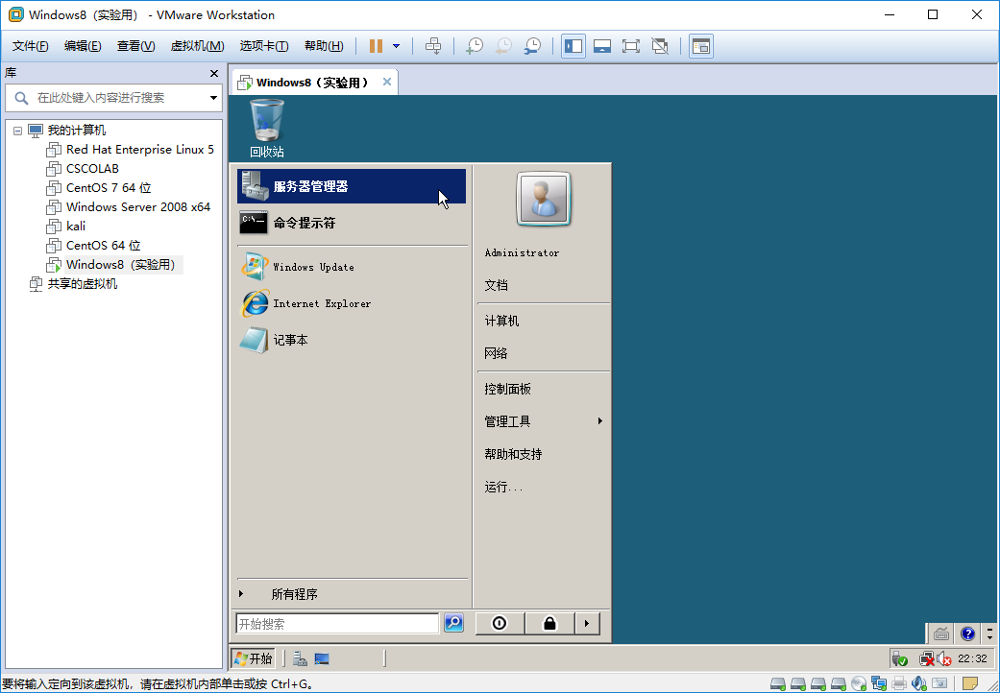 Windows8（实验用） - VMware Workstation
文件(F) 编辑(E) 查看(V) 虚拟机(M) 选项卡(T) 帮助(H)
库
在此处键入内容进行搜索
我的计算机
Red Hat Enterprise Linux 5
CSCOLAB
CentOS 7 64 位
Windows Server 2008 x64
kali
CentOS 64 位
Windows8（实验用）
共享的虚拟机
Windows8（实验用）
回收站
服务器管理器
命令提示符
Windows Update
Internet Explorer
记事本
所有程序
开始搜索
Administrator
文档
计算机
网络
控制面板
管理工具
帮助和支持
运行...
开始
22:32
要将输入定向到该虚拟机，请在虚拟机内部单击或按 Ctrl+G。